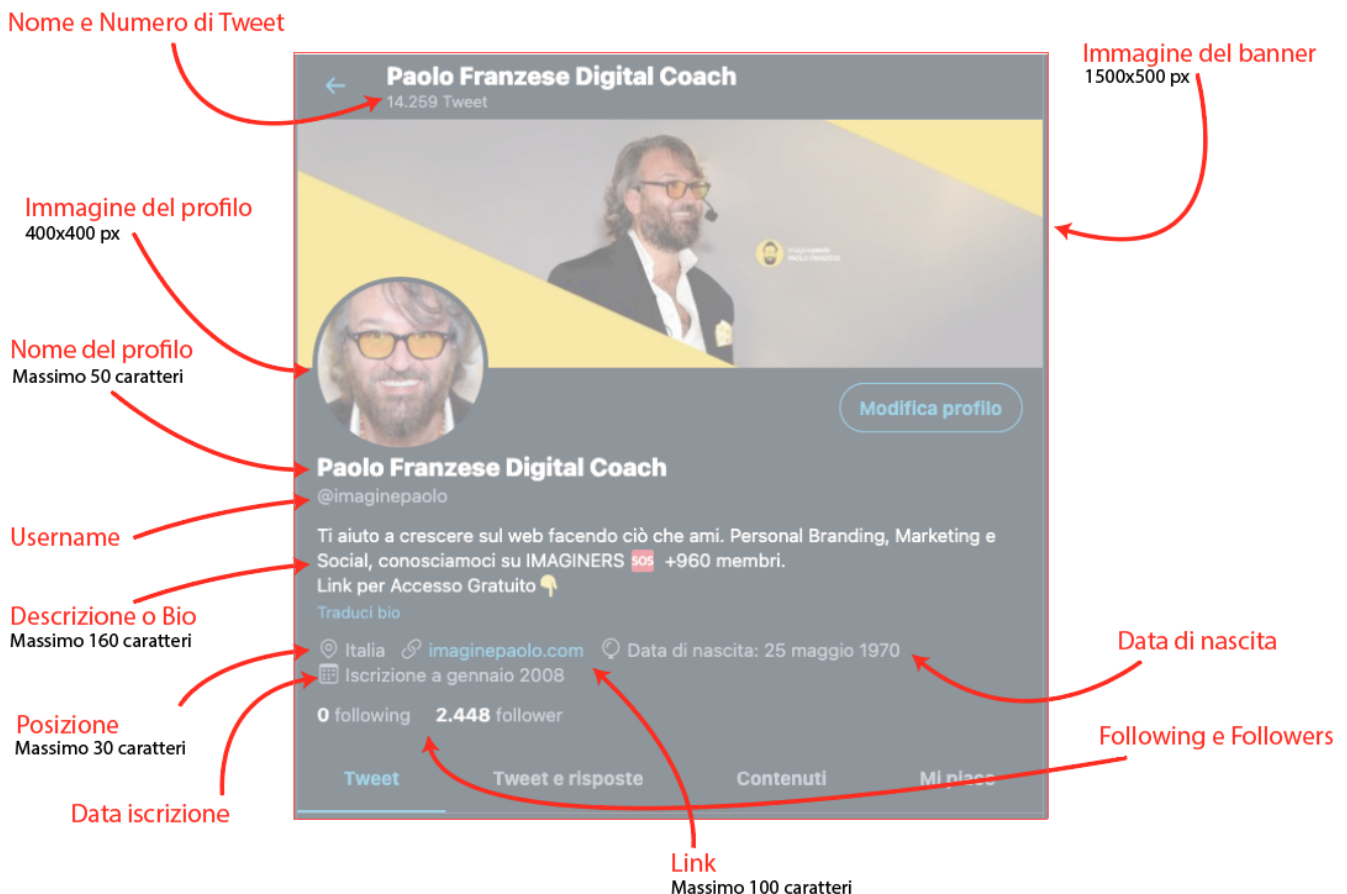 Nome e Numero di Tweet
Immagine del banner
1500x500 px
Paolo Franzese Digital Coach
14.259 Tweet
Immagine del profilo
400x400 px
imaginepaolo
PAOLO FRANZESE
Nome del profilo
Massimo 50 caratteri
Modifica profilo
Paolo Franzese Digital Coach
@imaginepaolo
Username
Ti aiuto a crescere sul web facendo ciò che ami. Personal Branding, Marketing e
Social, conosciamoci su IMAGINERS 🆘 +960 membri.
Link per Accesso Gratuito 👇
Traduci bio
Descrizione o Bio
Massimo 160 caratteri
Italia imaginepaolo.com Data di nascita: 25 maggio 1970
Iscrizione a gennaio 2008
Data di nascita
0 following 2.448 follower
Posizione
Massimo 30 caratteri
Following e Followers
Tweet Tweet e risposte Contenuti Mi piace
Data iscrizione
Link
Massimo 100 caratteri